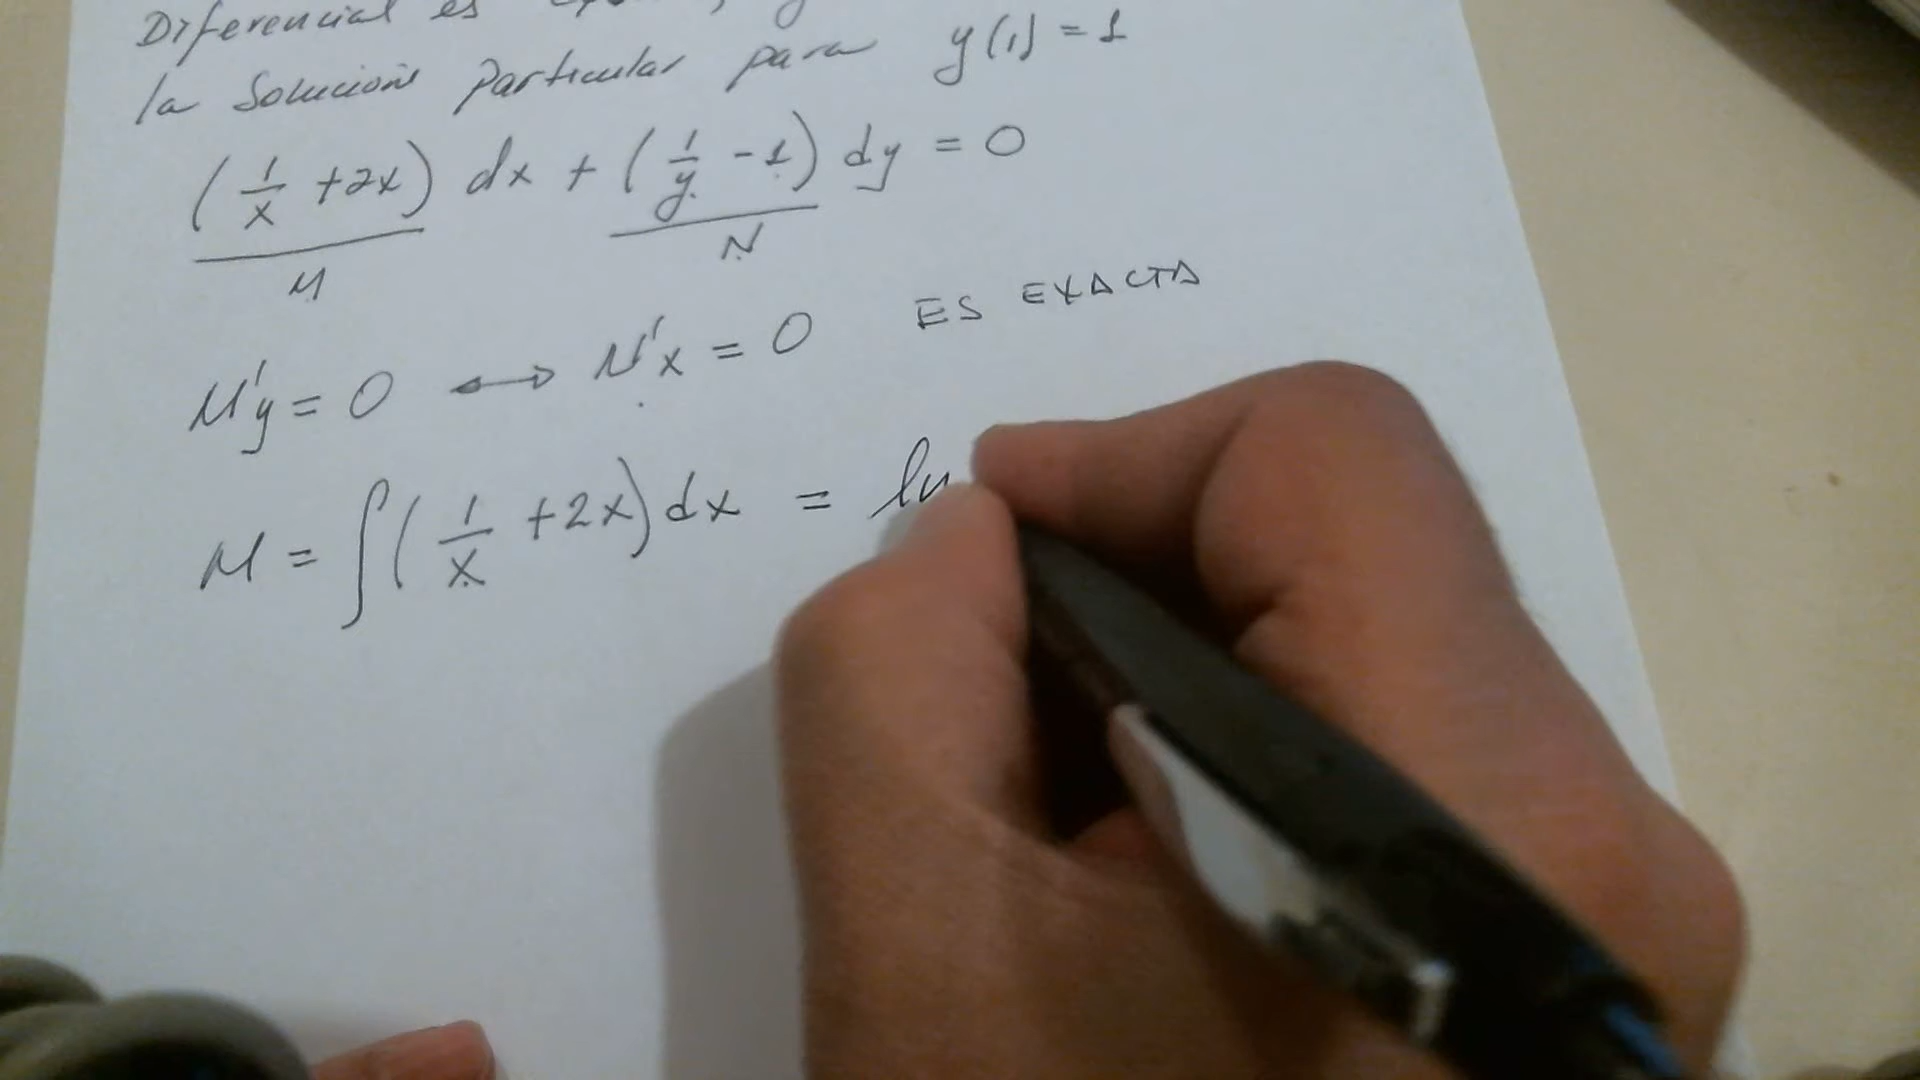 Diferencial es
la Solución Particular para y(1) = 1
(1/x + 2x) dx + (1/y - 1) dy = 0
M N
M'y = 0 ↔ N'x = 0 ES EXACTA
M = ∫(1/x + 2x) dx = ln